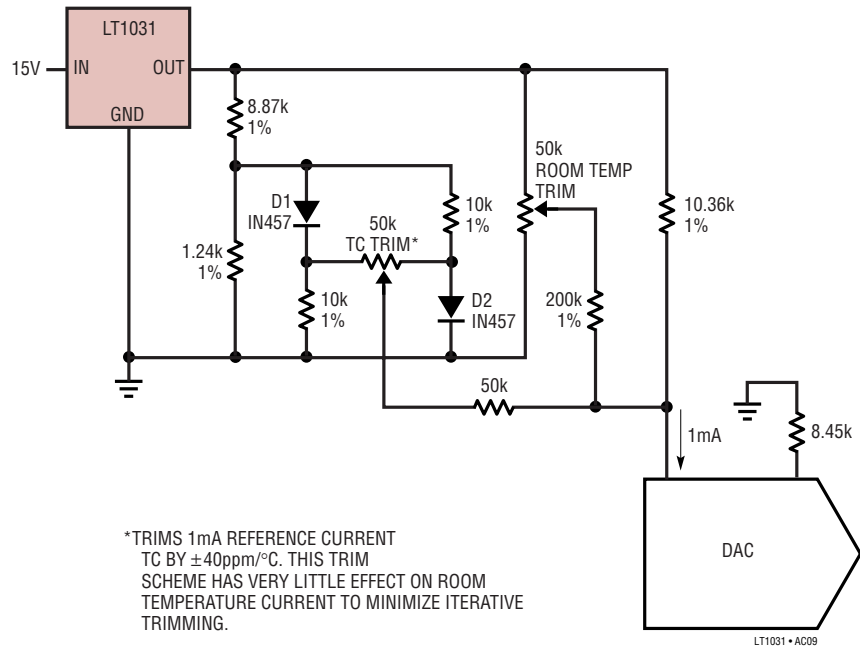 LT1031
15V
IN
OUT
GND
8.87k
1%
50k
ROOM TEMP
TRIM
D1
IN457
10k
1%
10.36k
1%
50k
TC TRIM*
1.24k
1%
10k
1%
D2
IN457
200k
1%
50k
1mA
8.45k
DAC
*TRIMS 1mA REFERENCE CURRENT
TC BY ±40ppm/°C. THIS TRIM
SCHEME HAS VERY LITTLE EFFECT ON ROOM
TEMPERATURE CURRENT TO MINIMIZE ITERATIVE
TRIMMING.
LT1031 • AC09